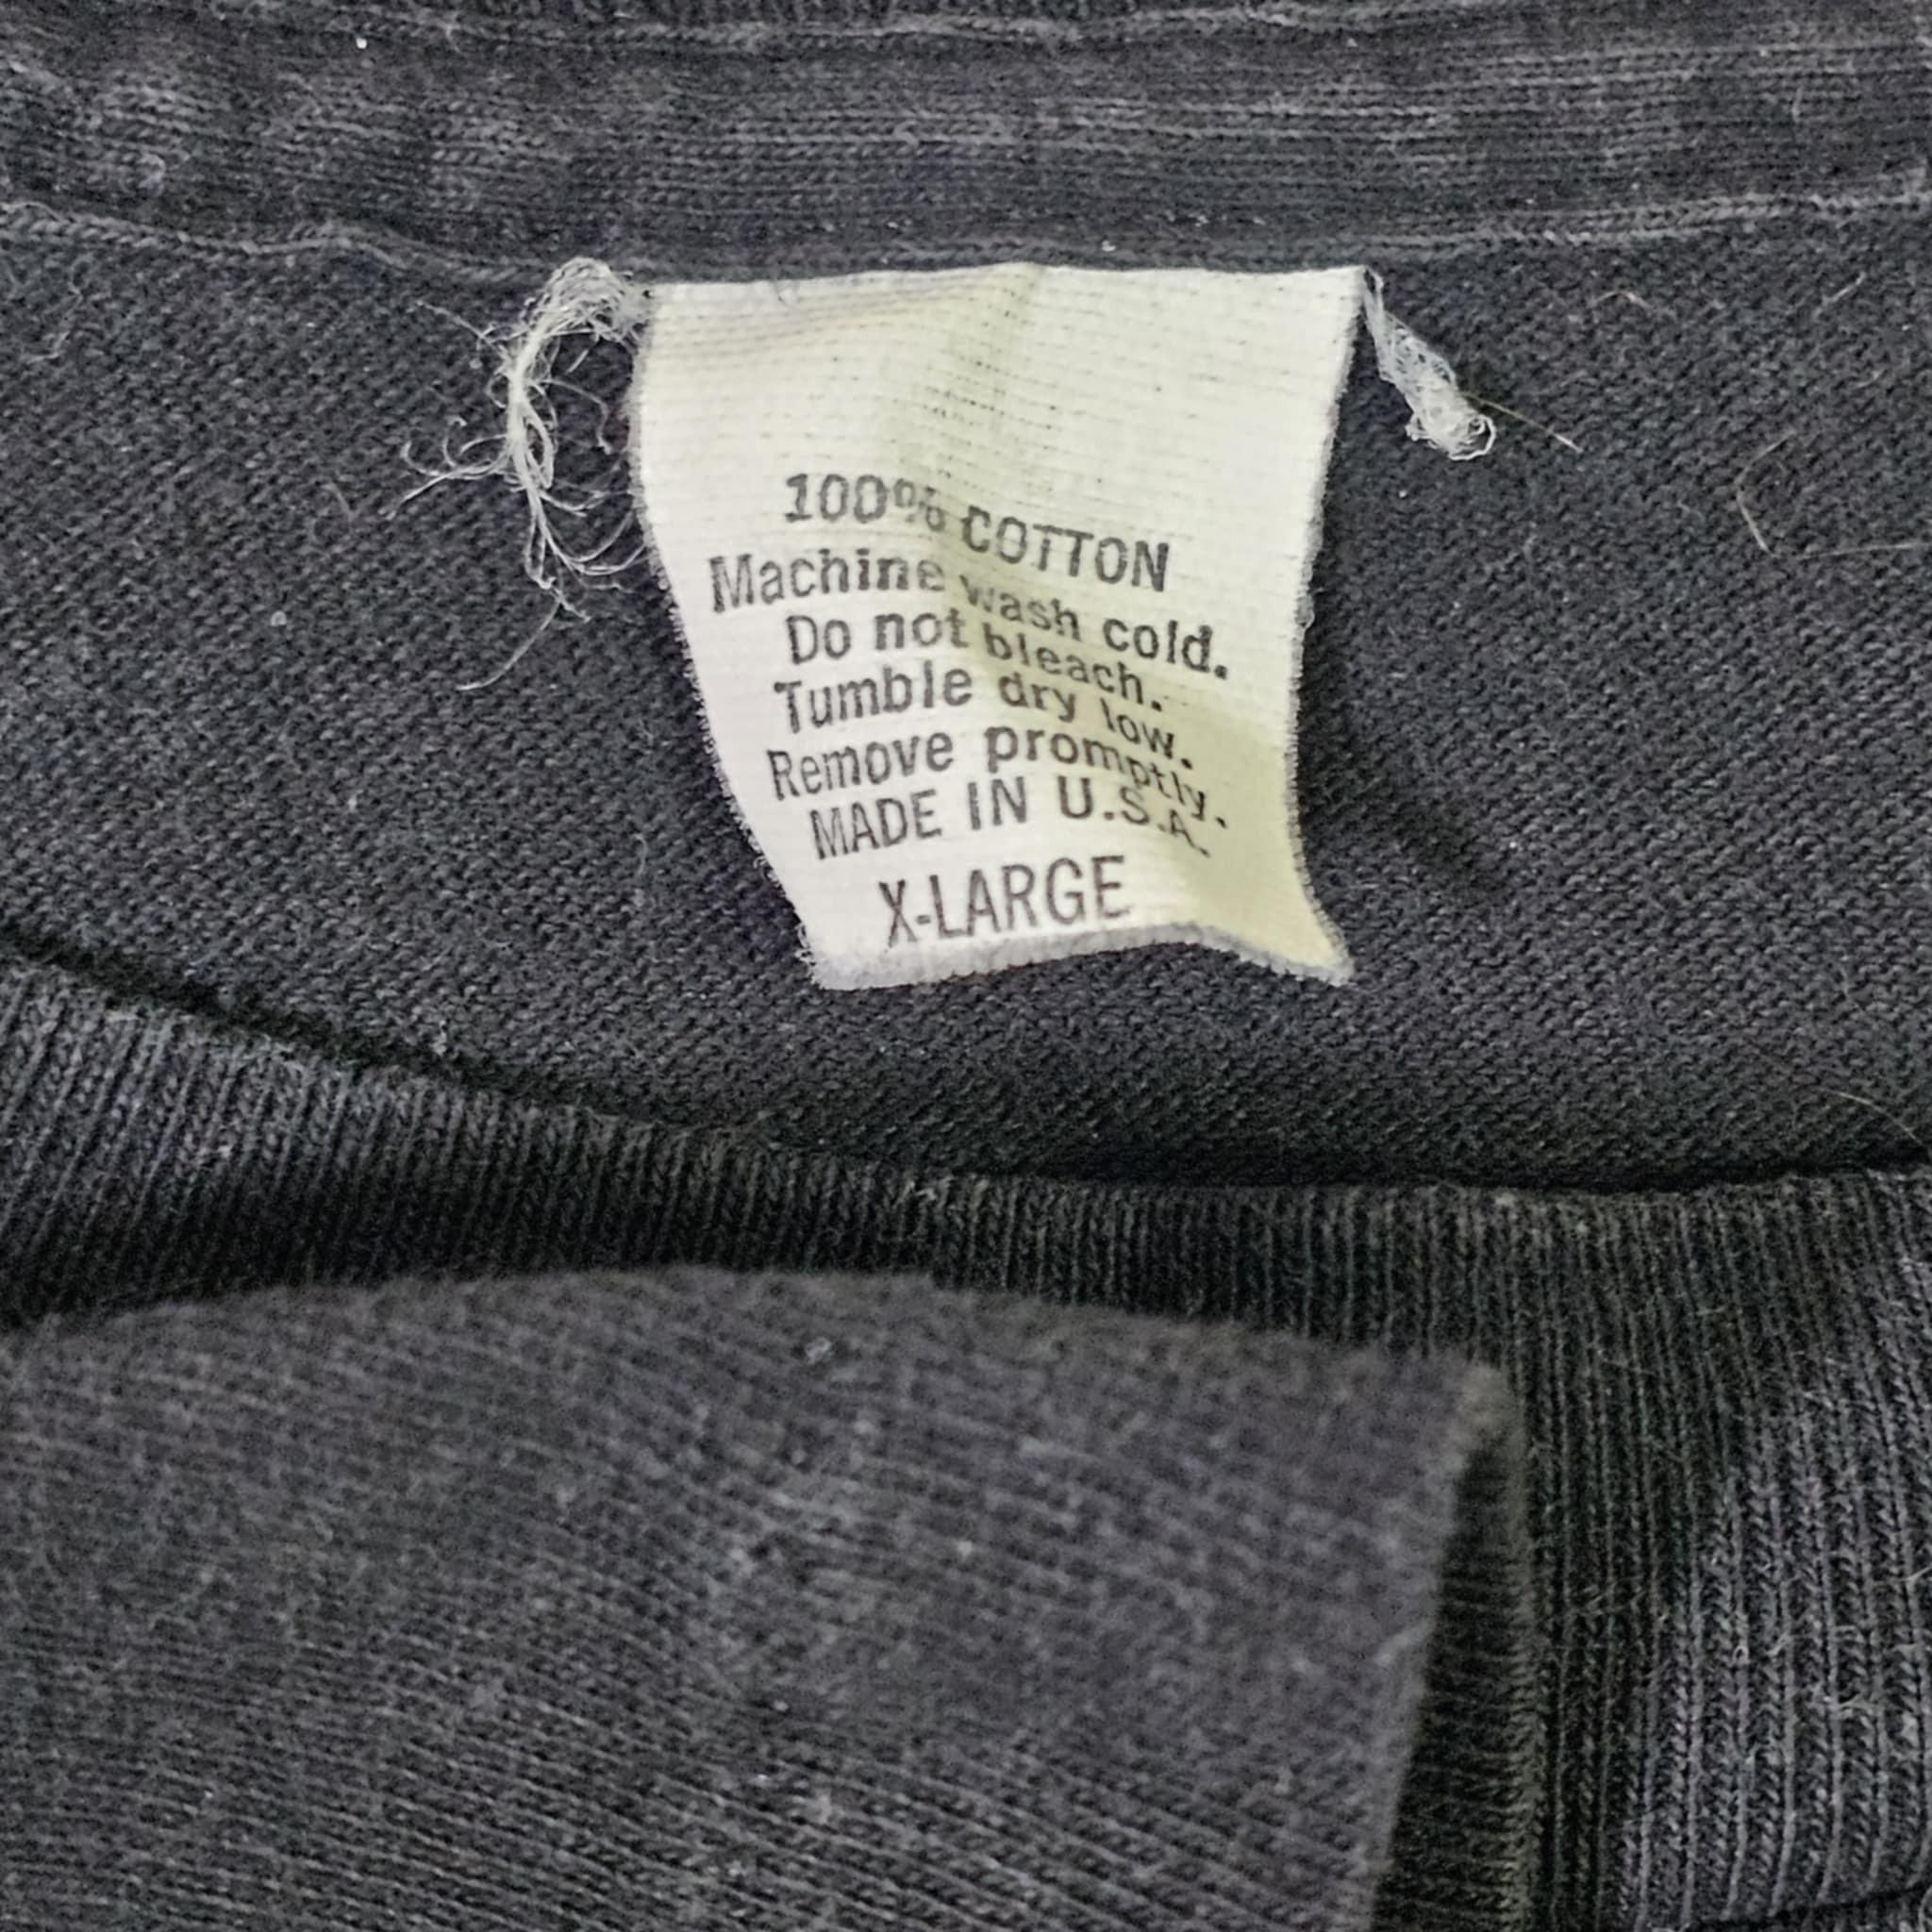 100% COTTON
Machine wash cold.
Do not bleach.
Tumble dry low.
Remove promptly.
MADE IN U.S.A.
X-LARGE